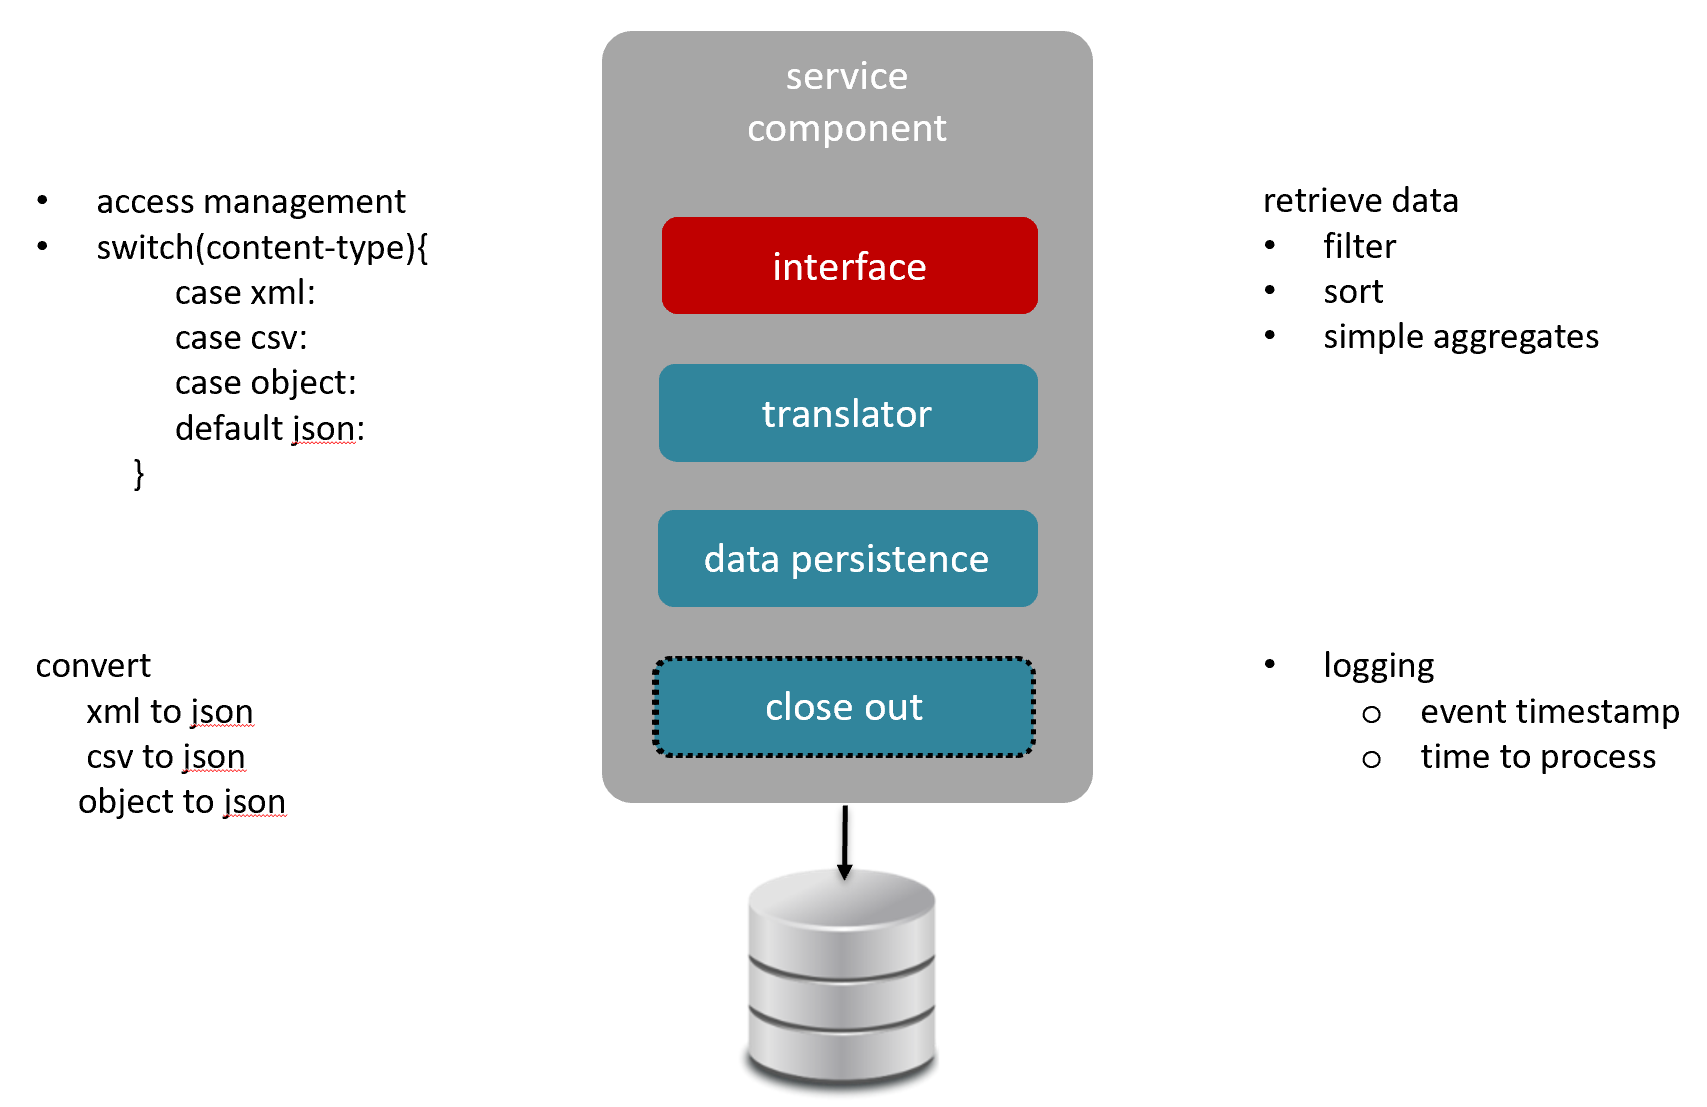 service
component
• access management
• switch(content-type){
case xml:
case csv:
case object:
default json:
}
convert
xml to json
csv to json
object to json
interface
translator
data persistence
close out
retrieve data
• filter
• sort
• simple aggregates
• logging
o event timestamp
o time to process